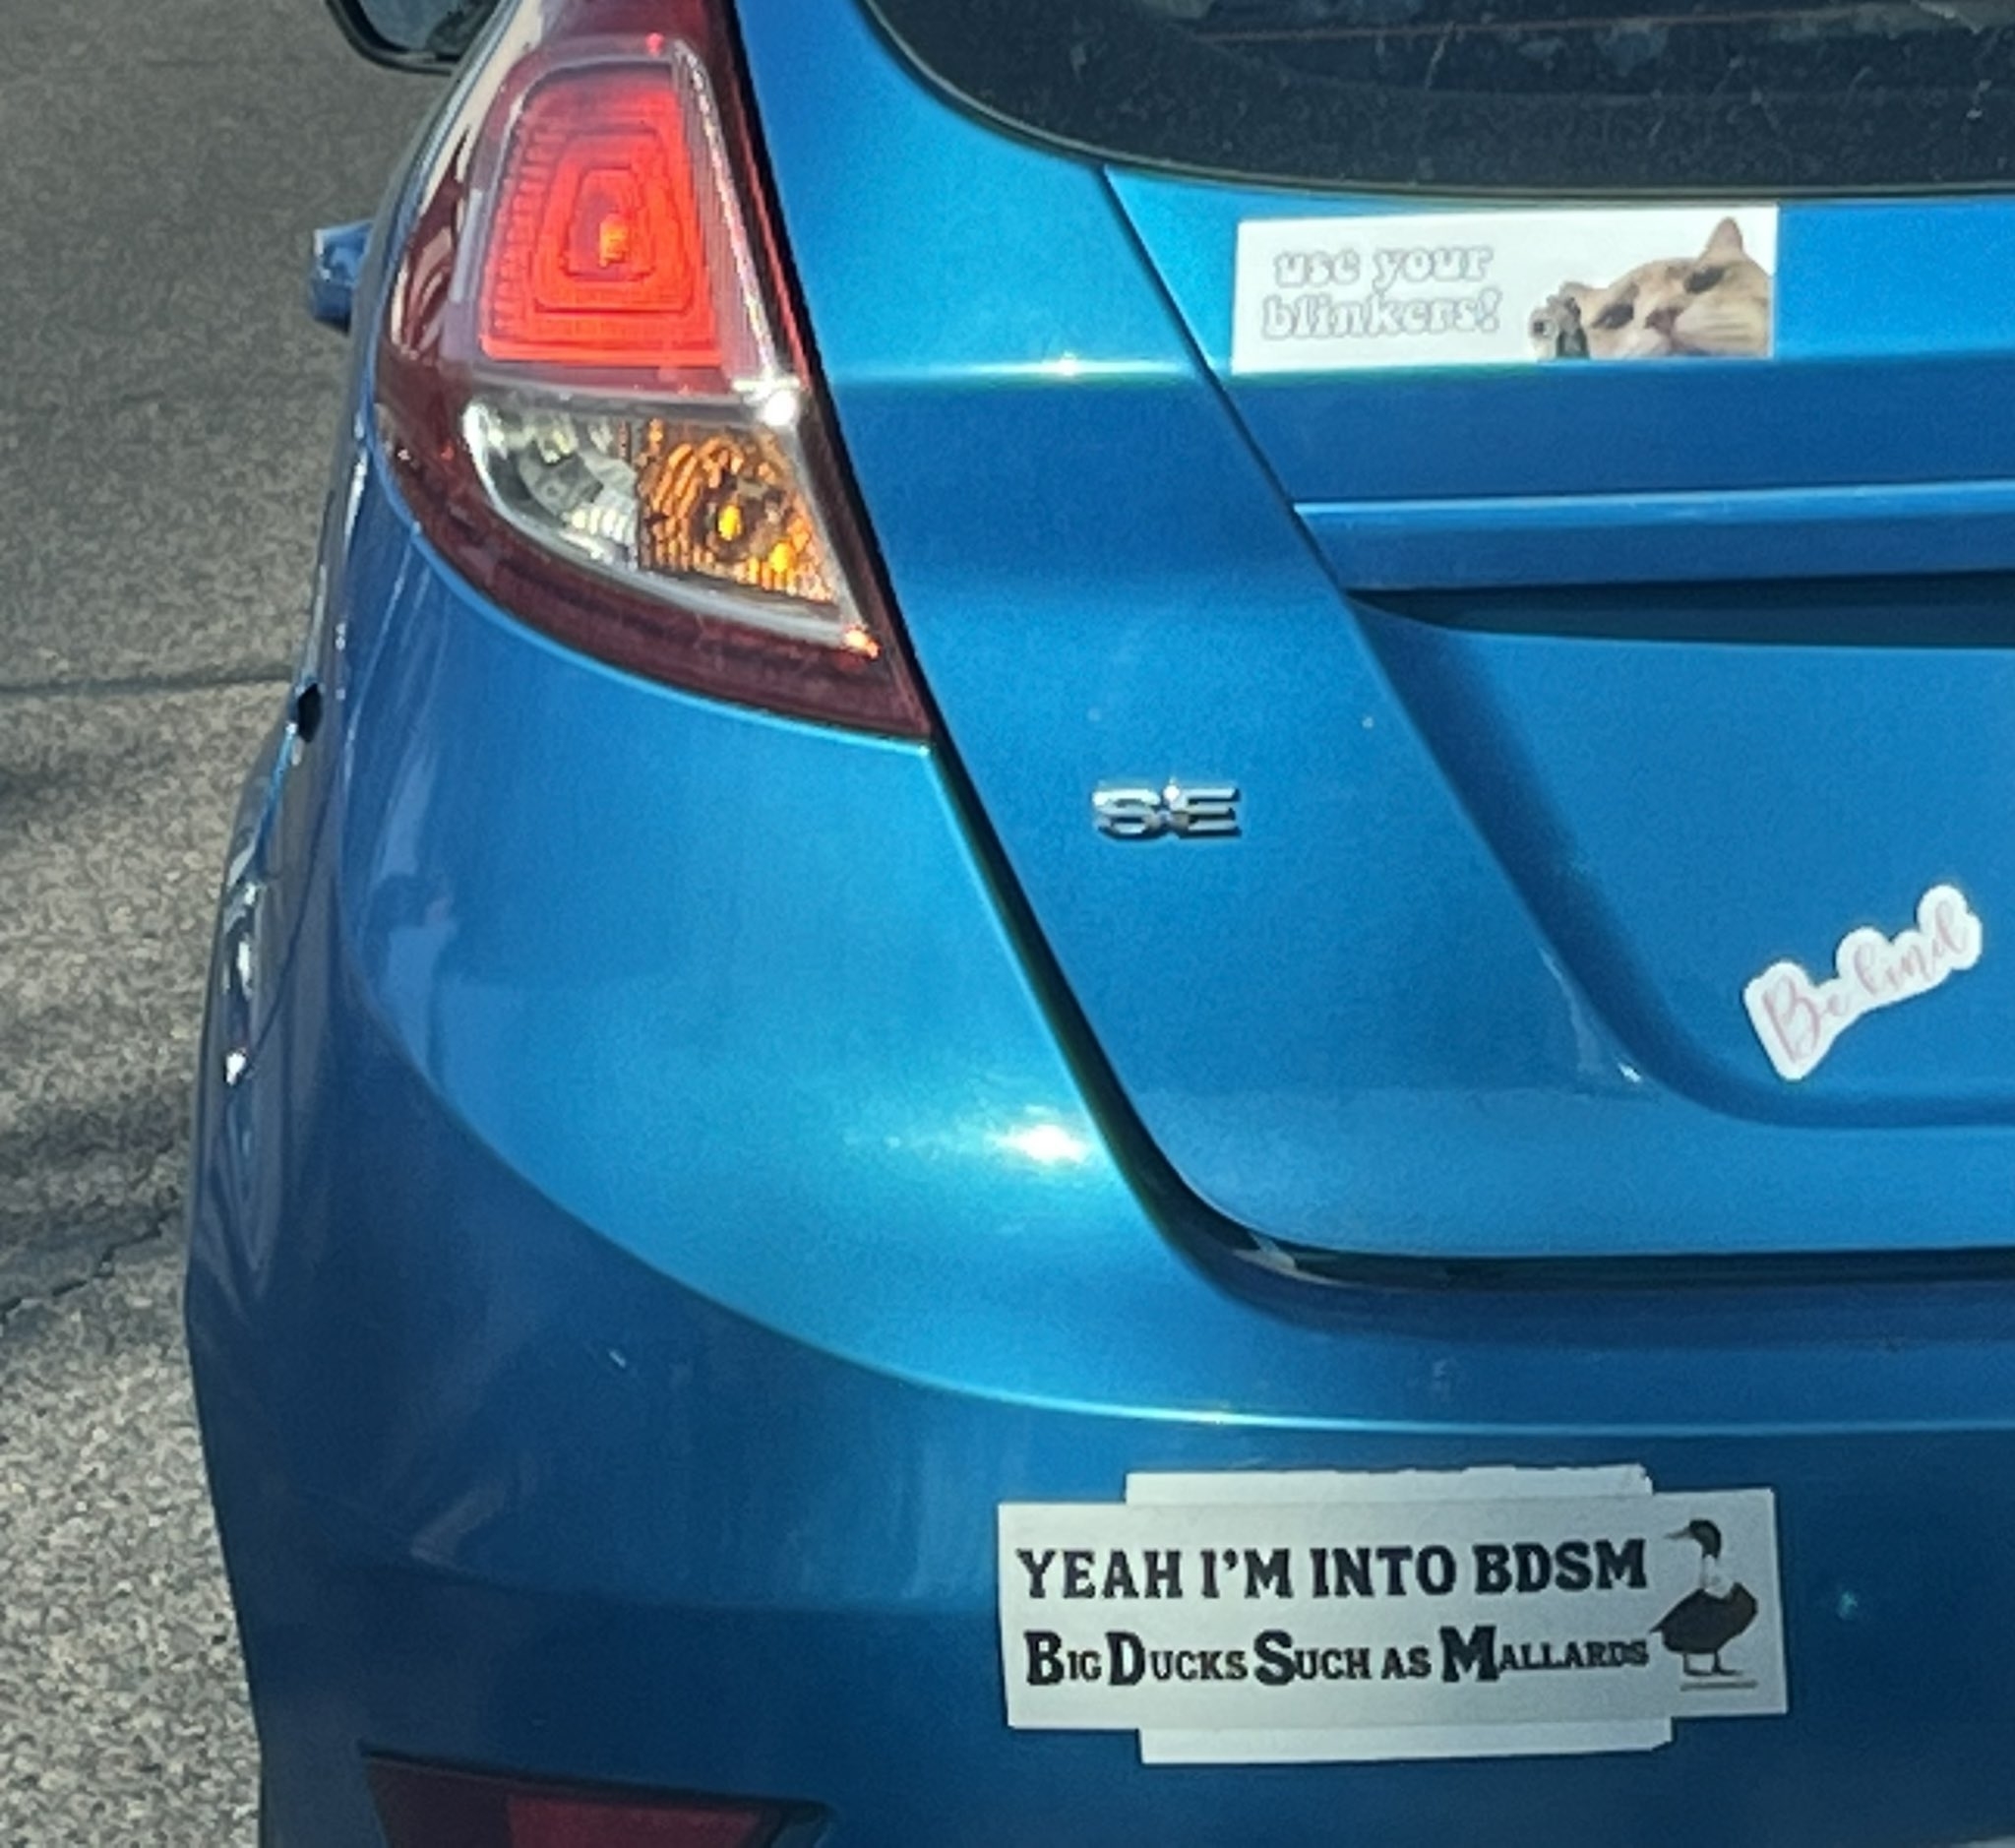 use your
blinkers!
SE
Be kind
YEAH I'M INTO BDSM
BIG DUCKS SUCH AS MALLARDS